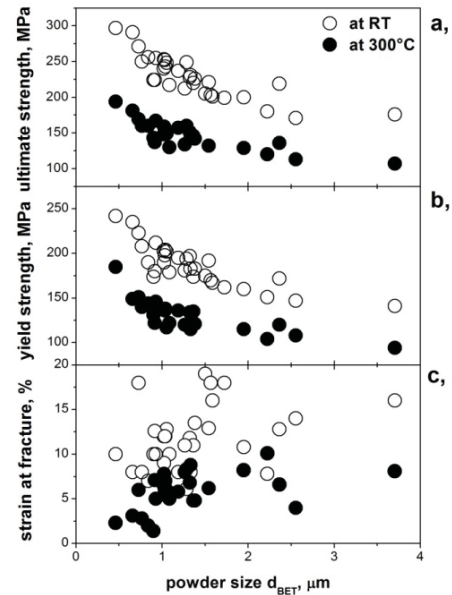 at RT
at 300°C
a,
ultimate strength, MPa
300
250
200
150
100
b,
yield strength, MPa
250
200
150
100
c,
strain at fracture, %
20
15
10
5
0
0 1 2 3 4
powder size dBET, μm